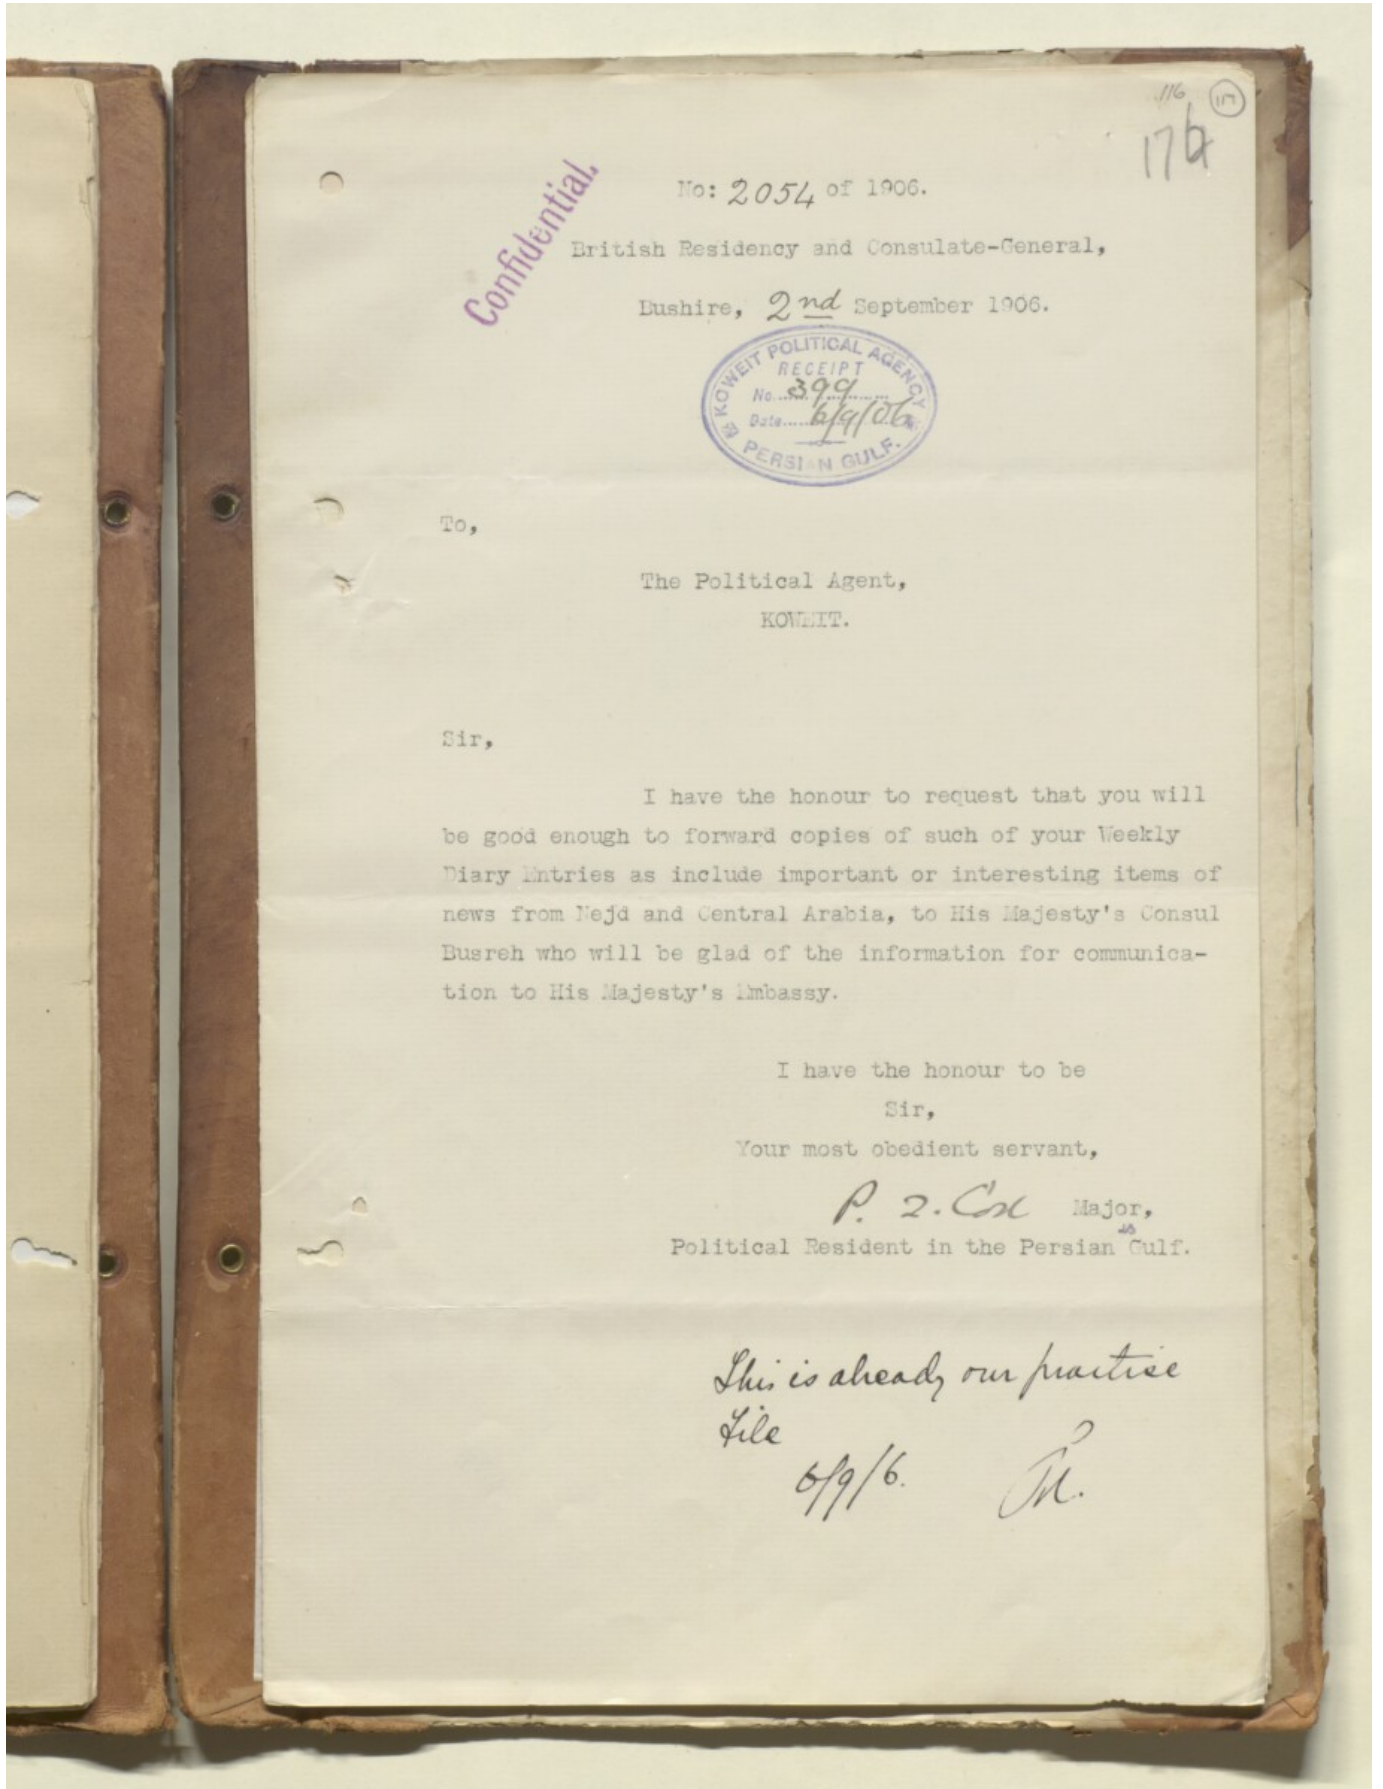 116
117
176
Confidential.
No: 2054 of 1906.
British Residency and Consulate-General,
Bushire, 2nd September 1906.
KOWEIT POLITICAL AGENCY
RECEIPT
No. 399
Date 6/9/06
PERSIAN GULF.
To,
The Political Agent,
KOWEIT.
Sir,
I have the honour to request that you will
be good enough to forward copies of such of your Weekly
Diary Entries as include important or interesting items of
news from Nejd and Central Arabia, to His Majesty's Consul
Busreh who will be glad of the information for communica-
tion to His Majesty's Embassy.
I have the honour to be
Sir,
Your most obedient servant,
P. Z. Cox Major,
Political Resident in the Persian Gulf.
This is already our practise
File
6/9/6.